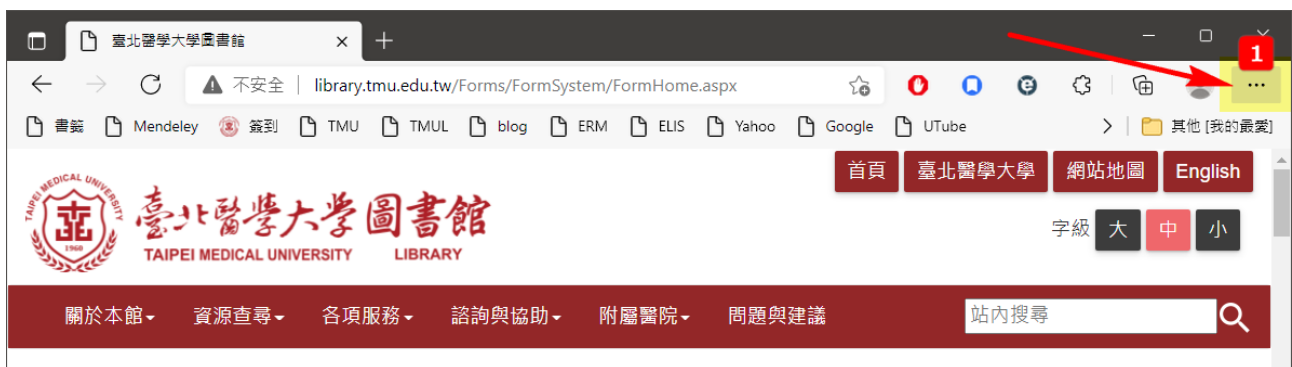 臺北醫學大學圖書館
1
不安全 library.tmu.edu.tw/Forms/FormSystem/FormHome.aspx
書籤 Mendeley 簽到 TMU TMUL blog ERM ELIS Yahoo Google UTube 其他 [我的最愛]
首頁 臺北醫學大學 網站地圖 English
TAIPEI MEDICAL UNIVERSITY
1960
臺北醫學大學圖書館
字級 大 中 小
TAIPEI MEDICAL UNIVERSITY LIBRARY
關於本館 資源查尋 各項服務 諮詢與協助 附屬醫院 問題與建議 站內搜尋